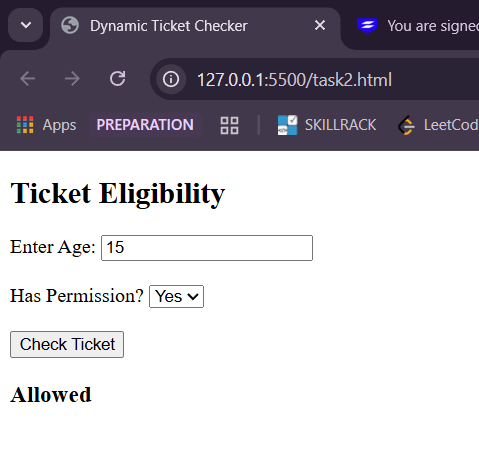 Dynamic Ticket Checker
You are signed
127.0.0.1:5500/task2.html
Apps PREPARATION SKILLRACK LeetCod
Ticket Eligibility
Enter Age: 15
Has Permission? Yes
Check Ticket
Allowed